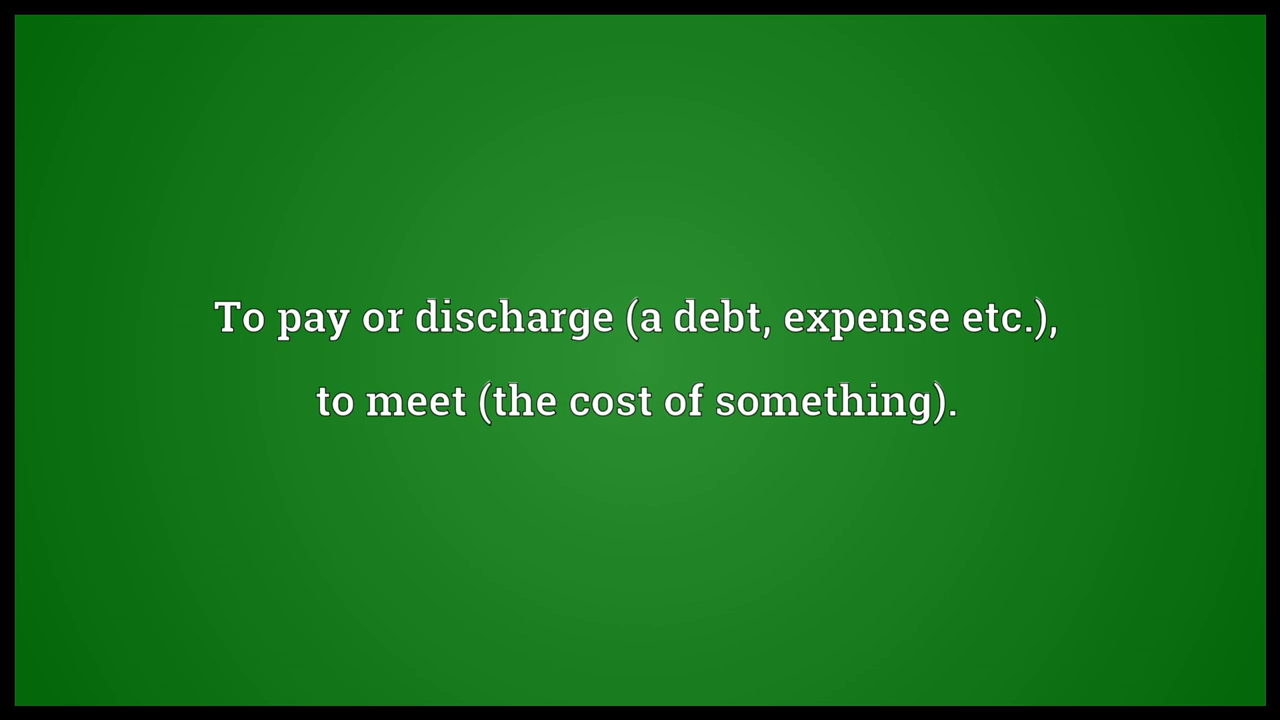 To pay or discharge (a debt, expense etc.),
to meet (the cost of something).